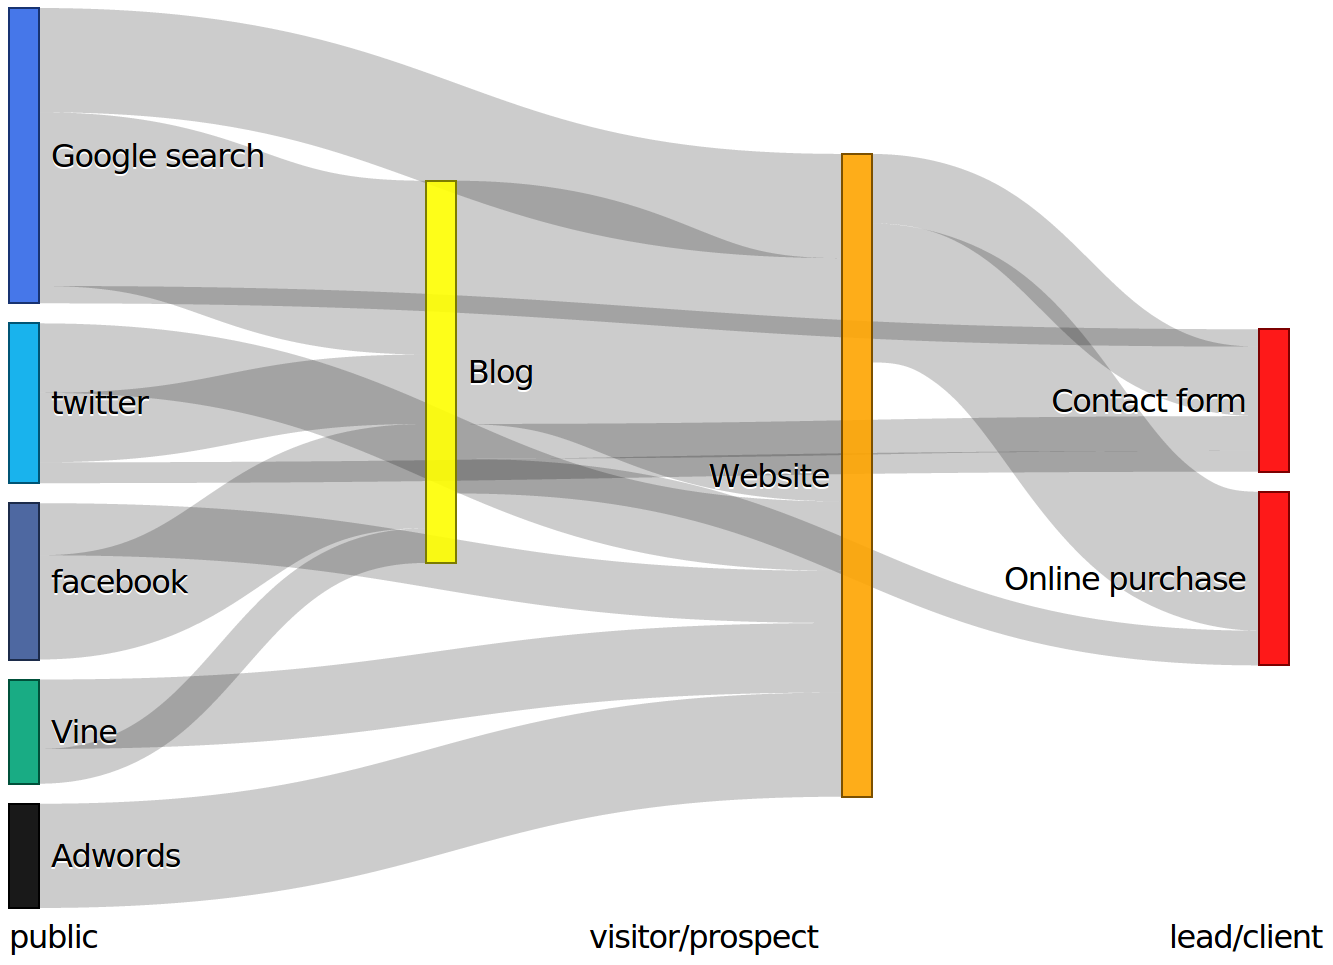 Google search
twitter
facebook
Vine
Adwords
Blog
Website
Contact form
Online purchase
public
visitor/prospect
lead/client